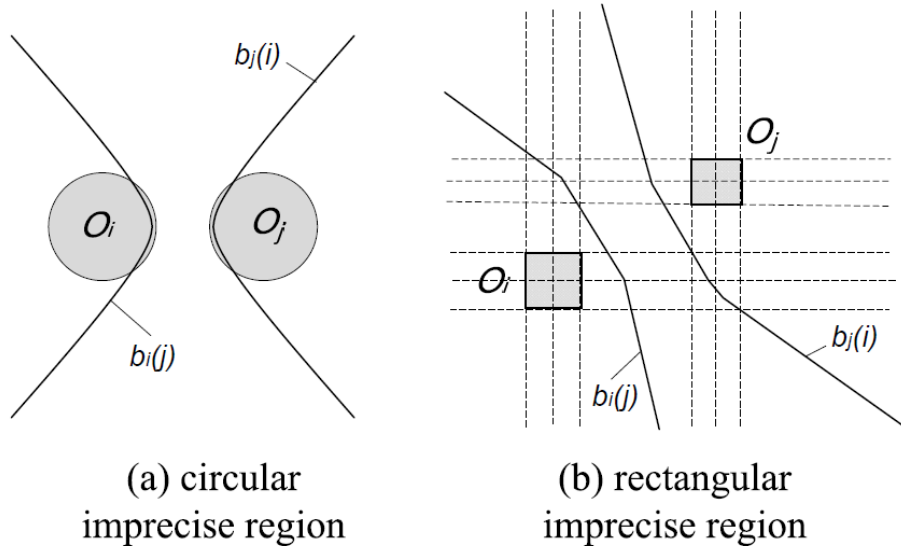 bj(i)
Oi
Oj
bi(j)
Oj
Oi
bj(i)
bi(j)
(a) circular
imprecise region
(b) rectangular
imprecise region